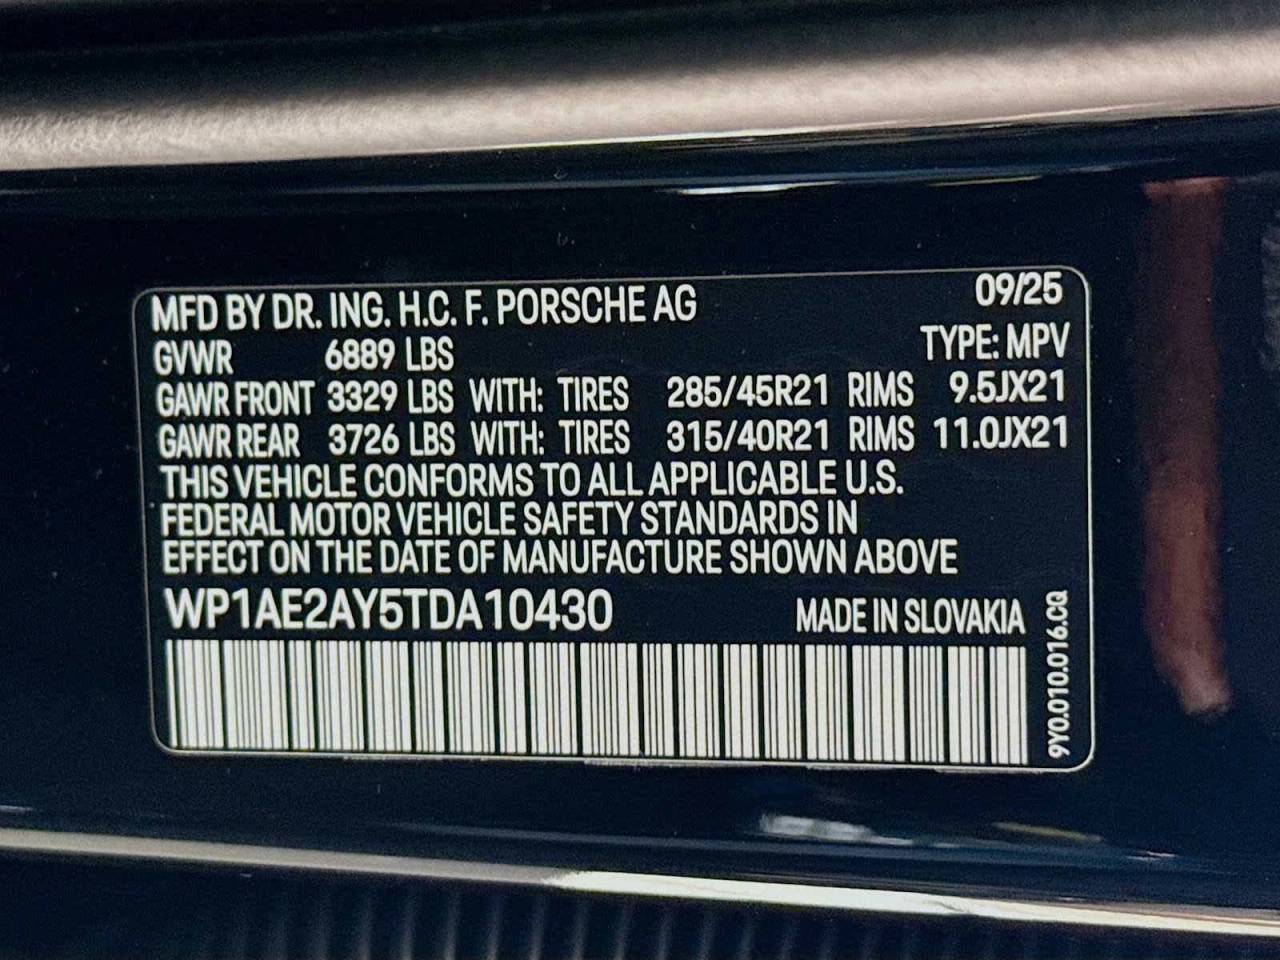 MFD BY DR. ING. H.C. F. PORSCHE AG 09/25
GVWR 6889 LBS TYPE: MPV
GAWR FRONT 3329 LBS WITH: TIRES 285/45R21 RIMS 9.5JX21
GAWR REAR 3726 LBS WITH: TIRES 315/40R21 RIMS 11.0JX21
THIS VEHICLE CONFORMS TO ALL APPLICABLE U.S.
FEDERAL MOTOR VEHICLE SAFETY STANDARDS IN
EFFECT ON THE DATE OF MANUFACTURE SHOWN ABOVE
WP1AE2AY5TDA10430 MADE IN SLOVAKIA
9Y0.010.016.CQ